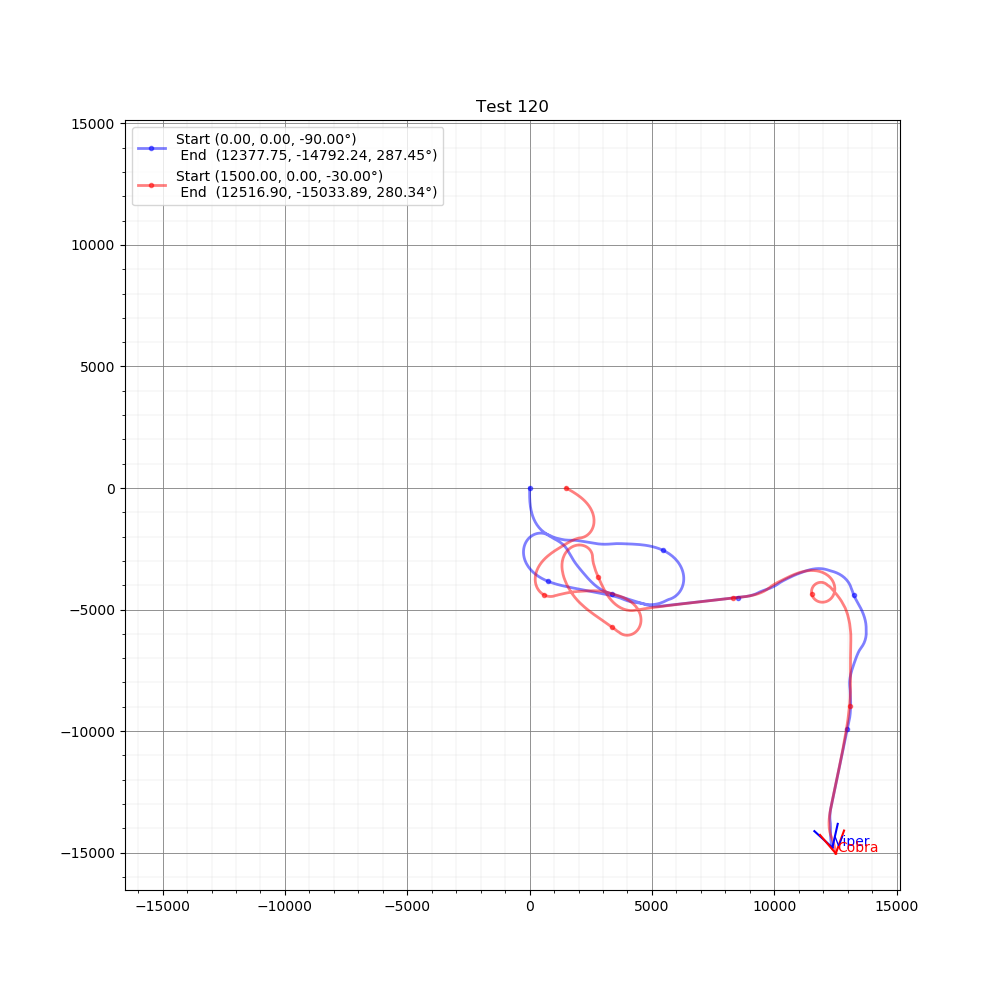 Test 120
Start (0.00, 0.00, -90.00°)
End (12377.75, -14792.24, 287.45°)
Start (1500.00, 0.00, -30.00°)
End (12516.90, -15033.89, 280.34°)
15000
10000
5000
0
−5000
−10000
−15000
Viper
Cobra
−15000 −10000 −5000 0 5000 10000 15000